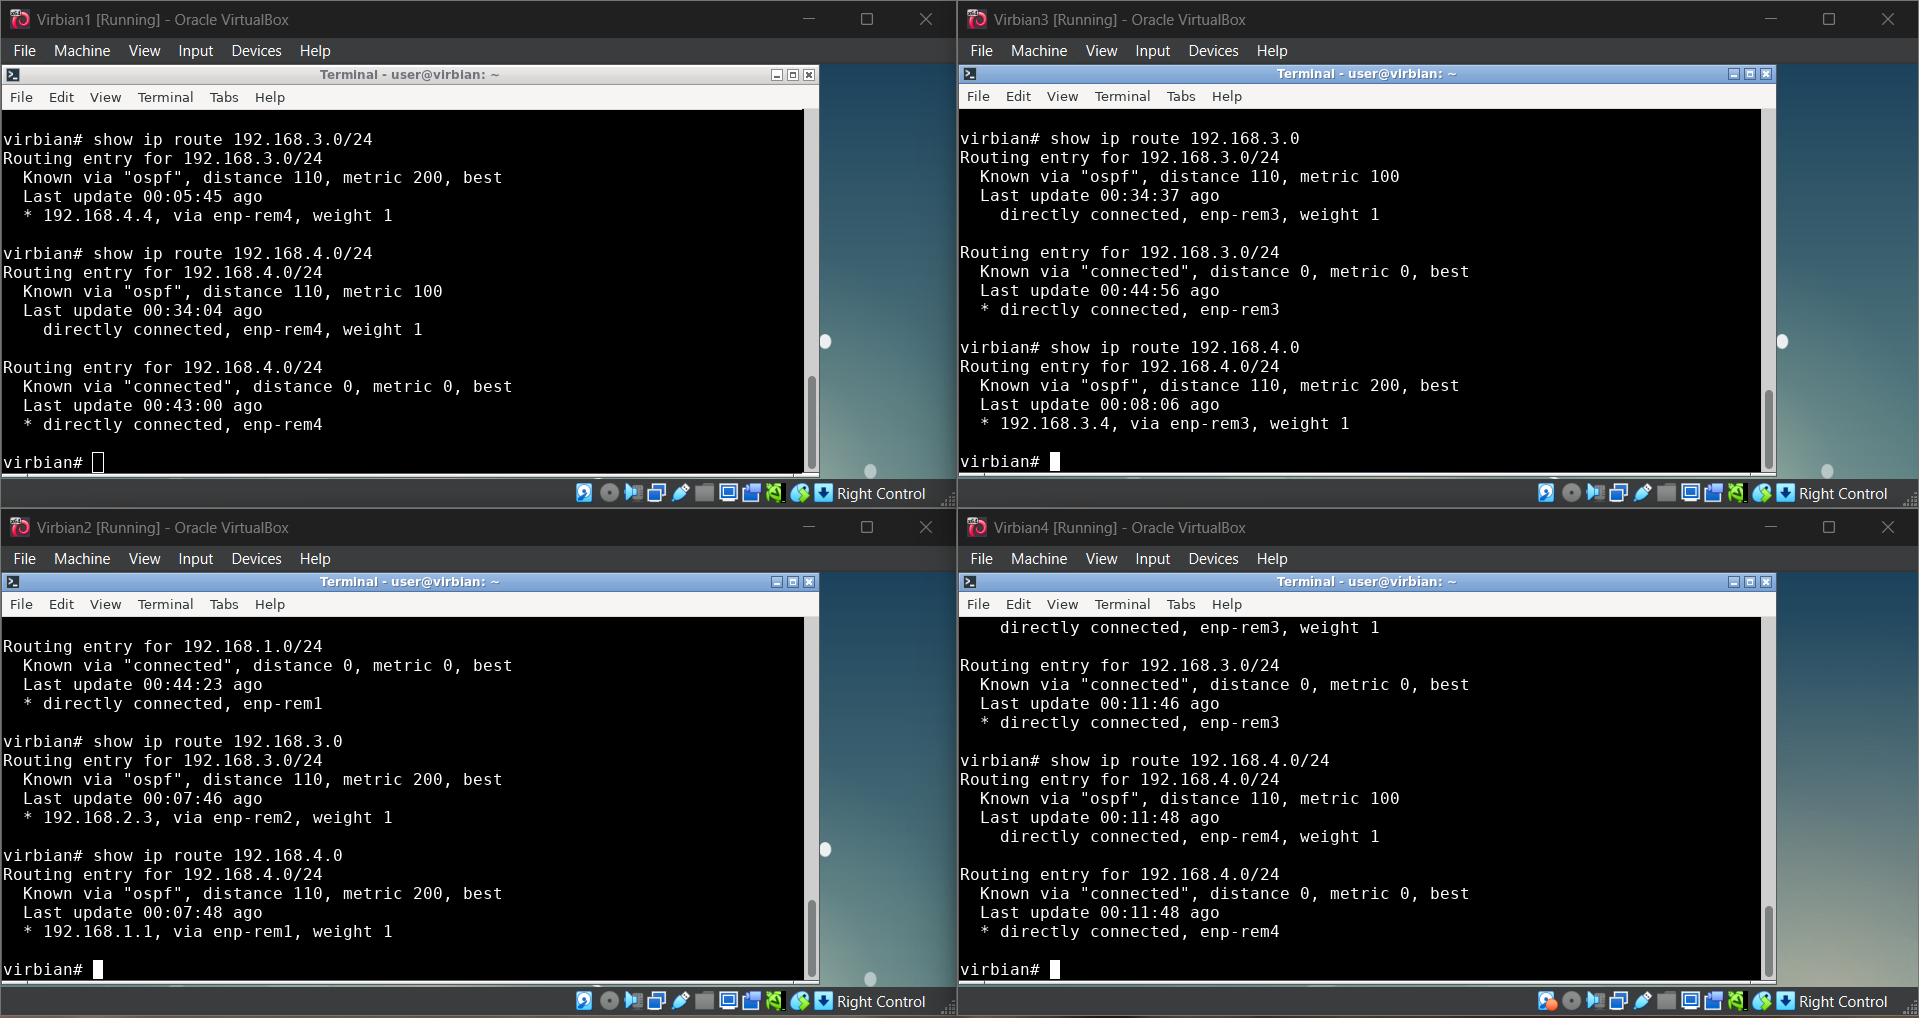 Virbian1 [Running] - Oracle VirtualBox
File Machine View Input Devices Help
Terminal - user@virbian: ~
File Edit View Terminal Tabs Help
virbian# show ip route 192.168.3.0/24
Routing entry for 192.168.3.0/24
  Known via "ospf", distance 110, metric 200, best
  Last update 00:05:45 ago
  * 192.168.4.4, via enp-rem4, weight 1
virbian# show ip route 192.168.4.0/24
Routing entry for 192.168.4.0/24
  Known via "ospf", distance 110, metric 100
  Last update 00:34:04 ago
    directly connected, enp-rem4, weight 1
Routing entry for 192.168.4.0/24
  Known via "connected", distance 0, metric 0, best
  Last update 00:43:00 ago
  * directly connected, enp-rem4
virbian#
Right Control
Virbian3 [Running] - Oracle VirtualBox
File Machine View Input Devices Help
Terminal - user@virbian: ~
File Edit View Terminal Tabs Help
virbian# show ip route 192.168.3.0
Routing entry for 192.168.3.0/24
  Known via "ospf", distance 110, metric 100
  Last update 00:34:37 ago
    directly connected, enp-rem3, weight 1
Routing entry for 192.168.3.0/24
  Known via "connected", distance 0, metric 0, best
  Last update 00:44:56 ago
  * directly connected, enp-rem3
virbian# show ip route 192.168.4.0
Routing entry for 192.168.4.0/24
  Known via "ospf", distance 110, metric 200, best
  Last update 00:08:06 ago
  * 192.168.3.4, via enp-rem3, weight 1
virbian#
Right Control
Virbian2 [Running] - Oracle VirtualBox
File Machine View Input Devices Help
Terminal - user@virbian: ~
File Edit View Terminal Tabs Help
Routing entry for 192.168.1.0/24
  Known via "connected", distance 0, metric 0, best
  Last update 00:44:23 ago
  * directly connected, enp-rem1
virbian# show ip route 192.168.3.0
Routing entry for 192.168.3.0/24
  Known via "ospf", distance 110, metric 200, best
  Last update 00:07:46 ago
  * 192.168.2.3, via enp-rem2, weight 1
virbian# show ip route 192.168.4.0
Routing entry for 192.168.4.0/24
  Known via "ospf", distance 110, metric 200, best
  Last update 00:07:48 ago
  * 192.168.1.1, via enp-rem1, weight 1
virbian#
Right Control
Virbian4 [Running] - Oracle VirtualBox
File Machine View Input Devices Help
Terminal - user@virbian: ~
File Edit View Terminal Tabs Help
    directly connected, enp-rem3, weight 1
Routing entry for 192.168.3.0/24
  Known via "connected", distance 0, metric 0, best
  Last update 00:11:46 ago
  * directly connected, enp-rem3
virbian# show ip route 192.168.4.0/24
Routing entry for 192.168.4.0/24
  Known via "ospf", distance 110, metric 100
  Last update 00:11:48 ago
    directly connected, enp-rem4, weight 1
Routing entry for 192.168.4.0/24
  Known via "connected", distance 0, metric 0, best
  Last update 00:11:48 ago
  * directly connected, enp-rem4
virbian#
Right Control